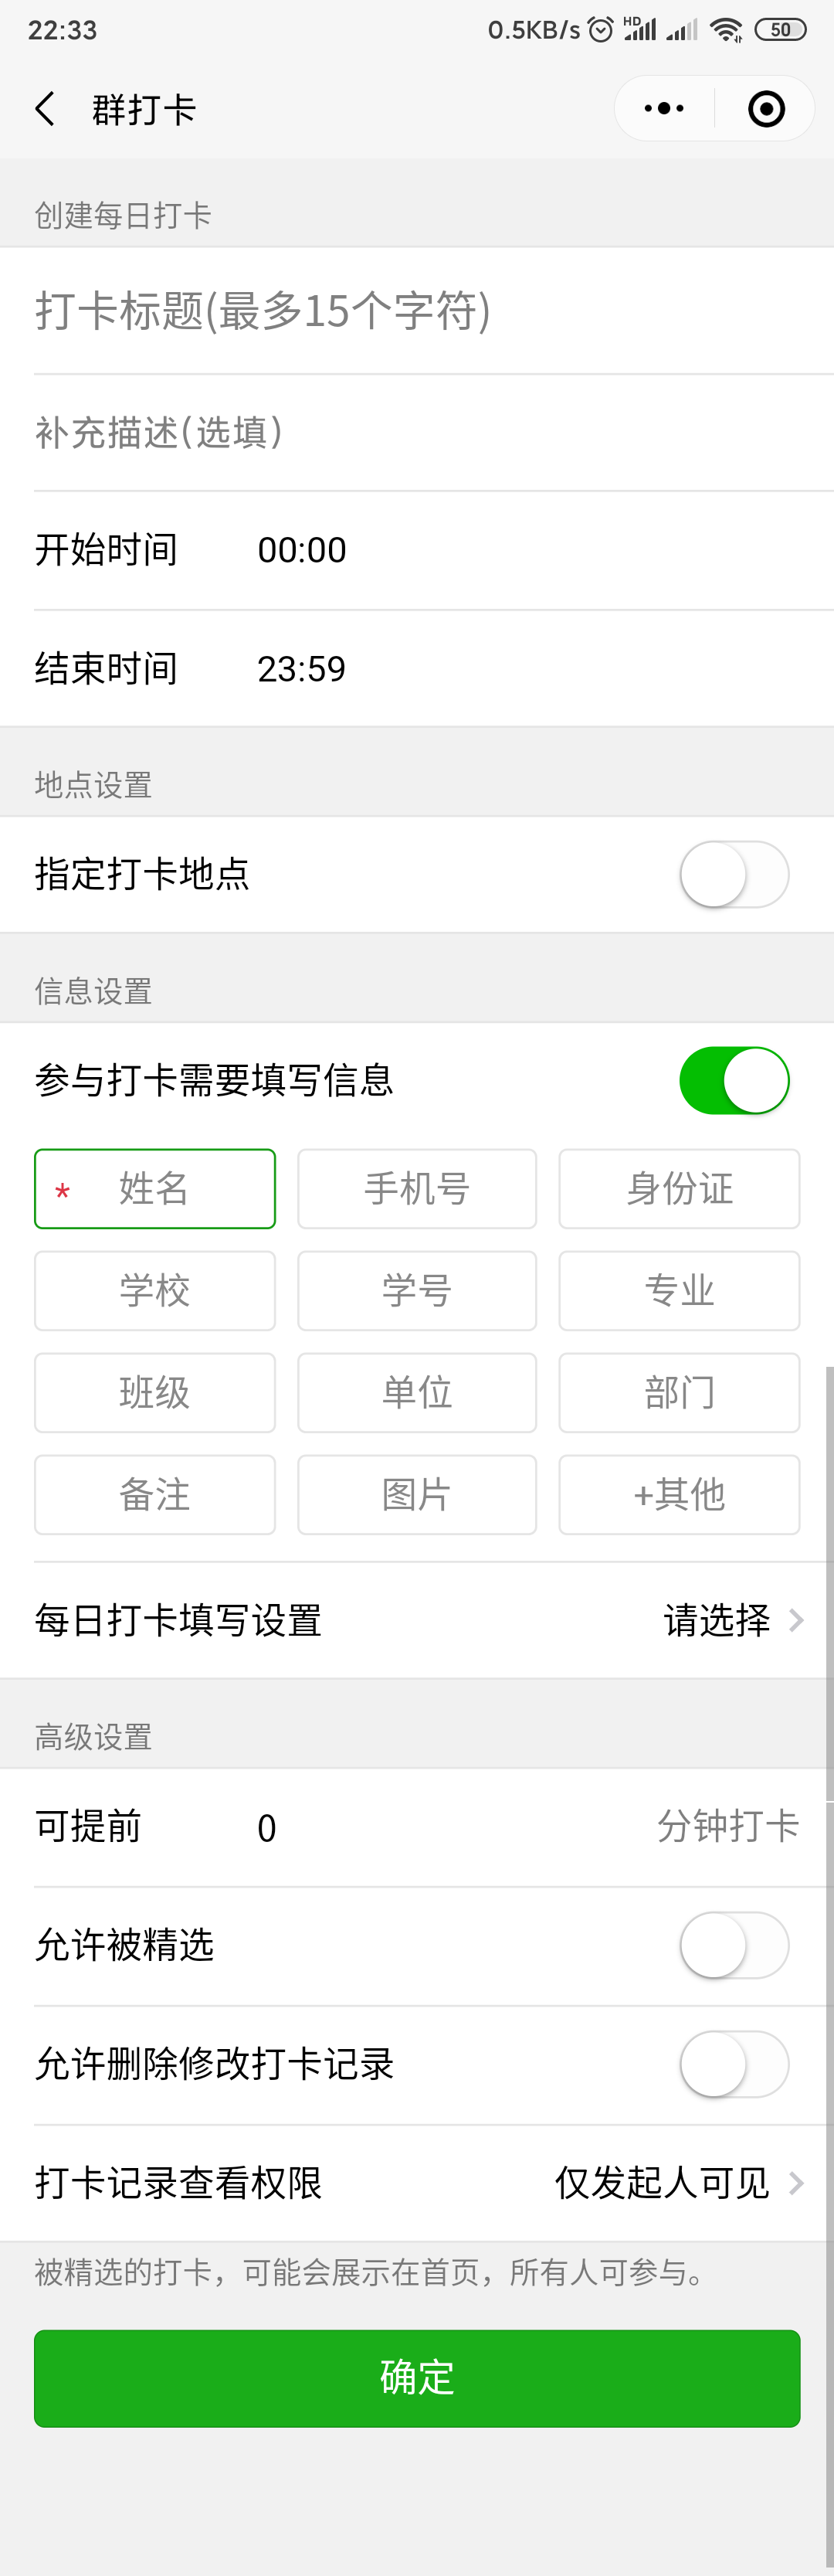 22:33 0.5KB/s HD 50
群打卡
创建每日打卡
打卡标题(最多15个字符)
补充描述(选填)
开始时间 00:00
结束时间 23:59
地点设置
指定打卡地点
信息设置
参与打卡需要填写信息
* 姓名 手机号 身份证
学校 学号 专业
班级 单位 部门
备注 图片 +其他
每日打卡填写设置 请选择
高级设置
可提前 0 分钟打卡
允许被精选
允许删除修改打卡记录
打卡记录查看权限 仅发起人可见
被精选的打卡，可能会展示在首页，所有人可参与。
确定